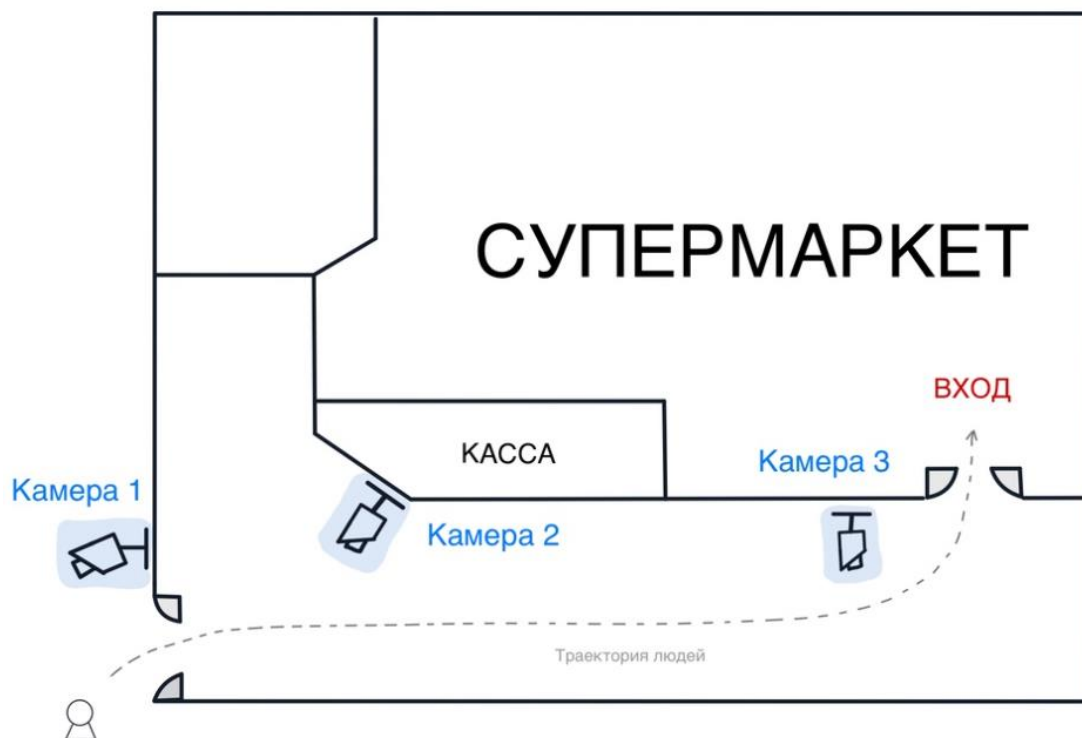 СУПЕРМАРКЕТ
ВХОД
КАССА
Камера 3
Камера 1
Камера 2
Траектория людей